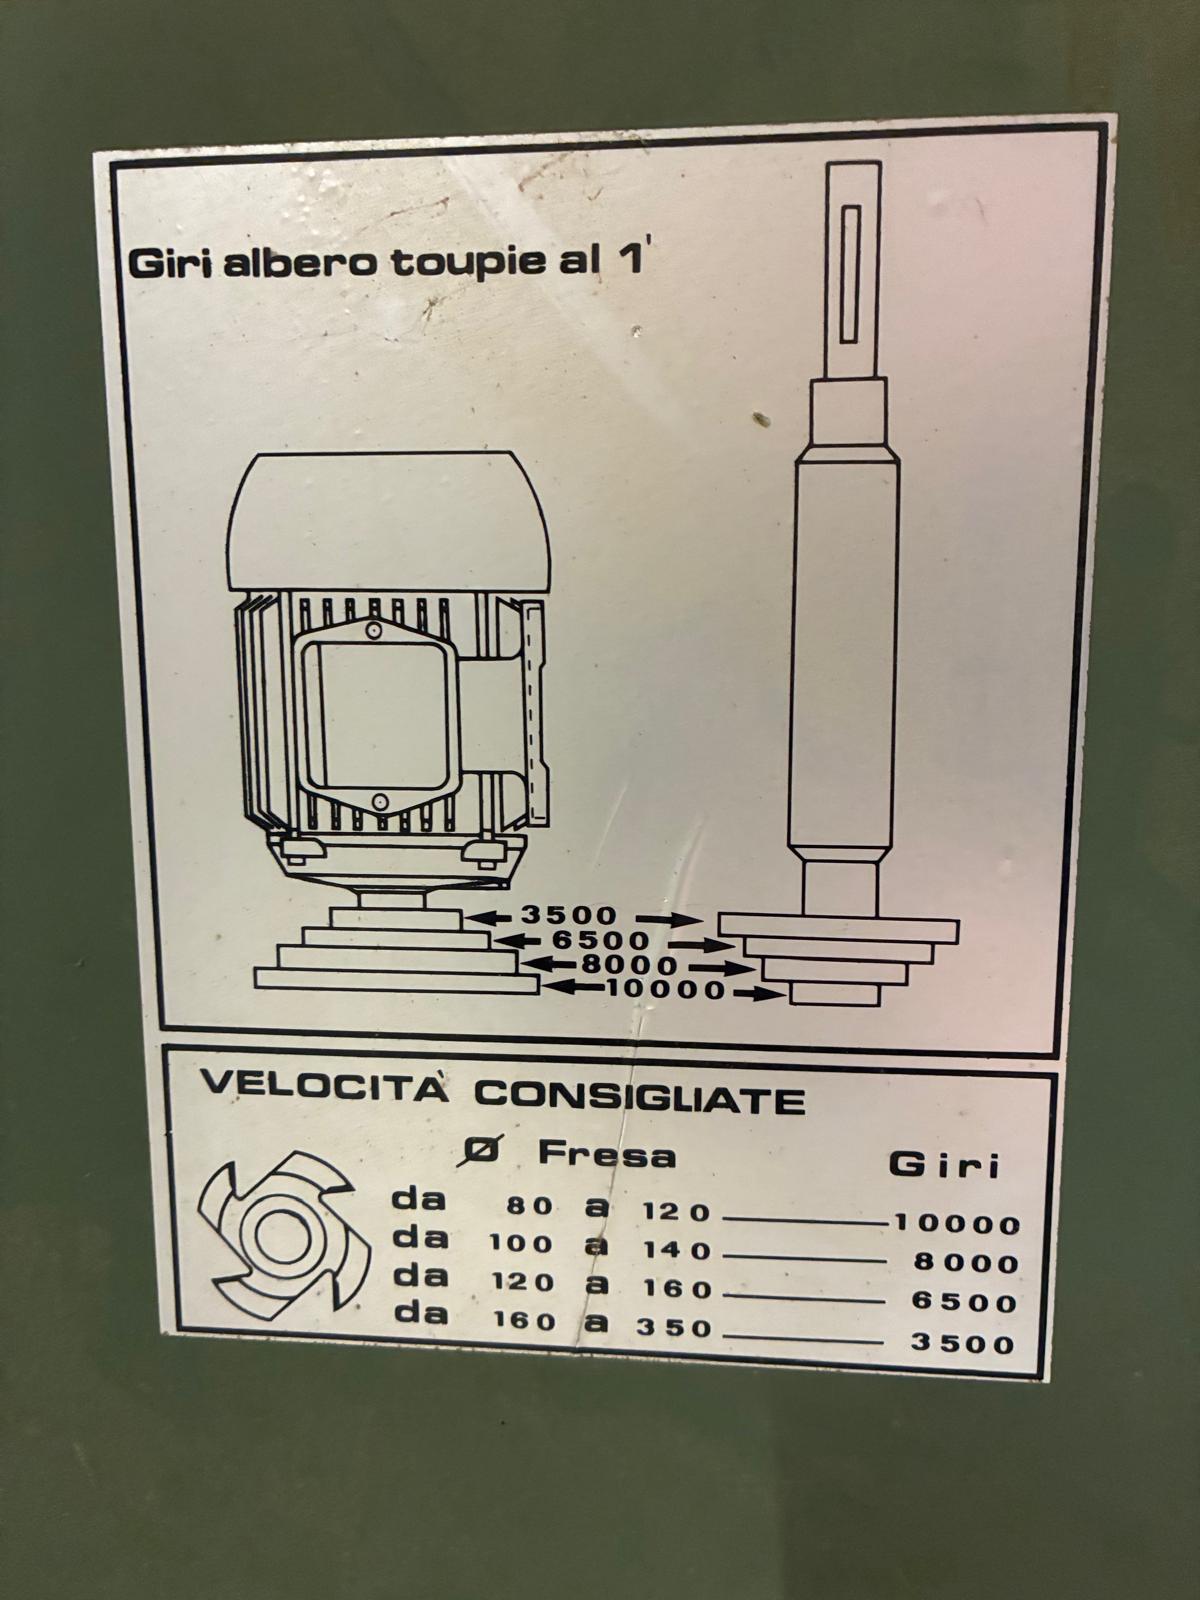 Giri albero toupie al 1'
3500
6500
8000
10000
VELOCITÀ CONSIGLIATE
Ø Fresa Giri
da 80 a 120 10000
da 100 a 140 8000
da 120 a 160 6500
da 160 a 350 3500